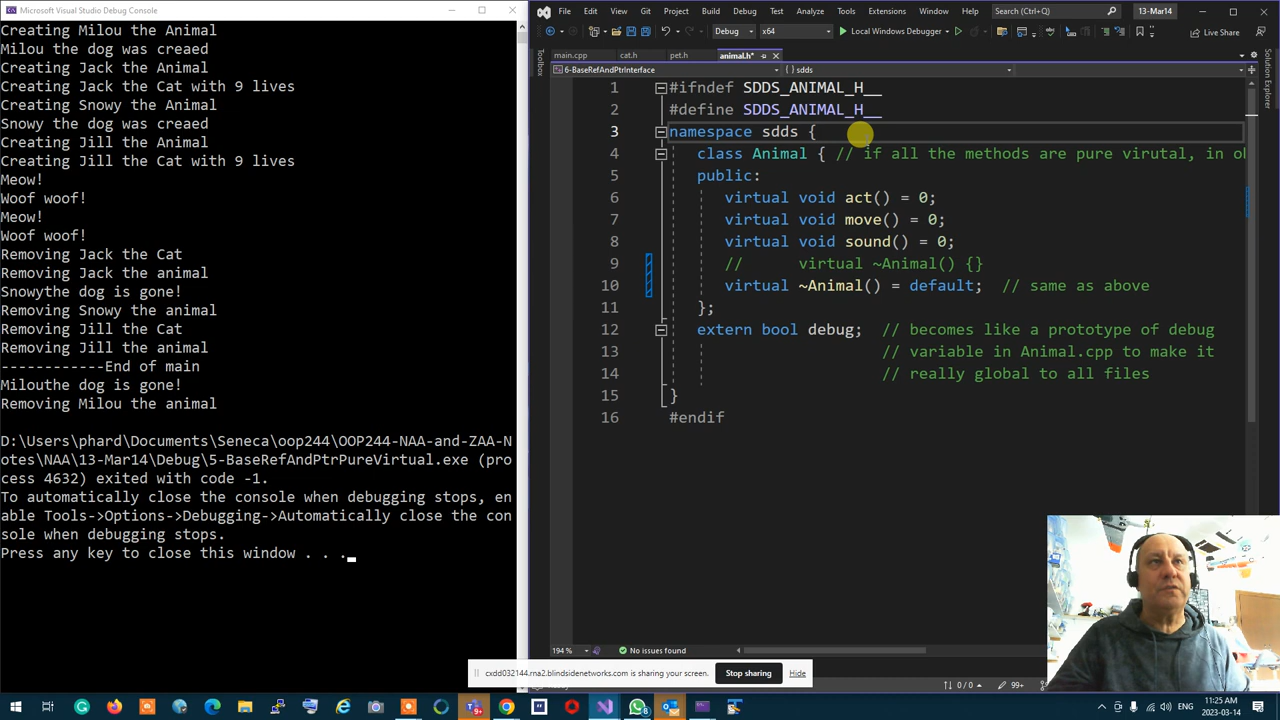 Microsoft Visual Studio Debug Console
Creating Milou the Animal
Milou the dog was creaed
Creating Jack the Animal
Creating Jack the Cat with 9 lives
Creating Snowy the Animal
Snowy the dog was creaed
Creating Jill the Animal
Creating Jill the Cat with 9 lives
Meow!
Woof woof!
Meow!
Woof woof!
Removing Jack the Cat
Removing Jack the animal
Snowythe dog is gone!
Removing Snowy the animal
Removing Jill the Cat
Removing Jill the animal
------------End of main
Milouthe dog is gone!
Removing Milou the animal
D:\Users\phard\Documents\Seneca\oop244\OOP244-NAA-and-ZAA-N
otes\NAA\13-Mar14\Debug\5-BaseRefAndPtrPureVirtual.exe (pro
cess 4632) exited with code -1.
To automatically close the console when debugging stops, en
able Tools->Options->Debugging->Automatically close the con
sole when debugging stops.
Press any key to close this window . . .
File Edit View Git Project Build Debug Test Analyze Tools Extensions Window Help Search (Ctrl+Q) 13-Mar14
Debug x64 Local Windows Debugger Live Share
main.cpp cat.h pet.h animal.h*
6-BaseRefAndPtrInterface sdds
Toolbox
Solution Explorer
1 #ifndef SDDS_ANIMAL_H__
2 #define SDDS_ANIMAL_H__
3 namespace sdds {
4 class Animal { // if all the methods are pure virutal, in ob
5 public:
6 virtual void act() = 0;
7 virtual void move() = 0;
8 virtual void sound() = 0;
9 // virtual ~Animal() {}
10 virtual ~Animal() = default; // same as above
11 };
12 extern bool debug; // becomes like a prototype of debug
13 // variable in Animal.cpp to make it
14 // really global to all files
15 }
16 #endif
194 % No issues found
cxdd032144.rna2.blindsidenetworks.com is sharing your screen. Stop sharing Hide
0 / 0 99+
ENG 11:25 AM
2023-03-14